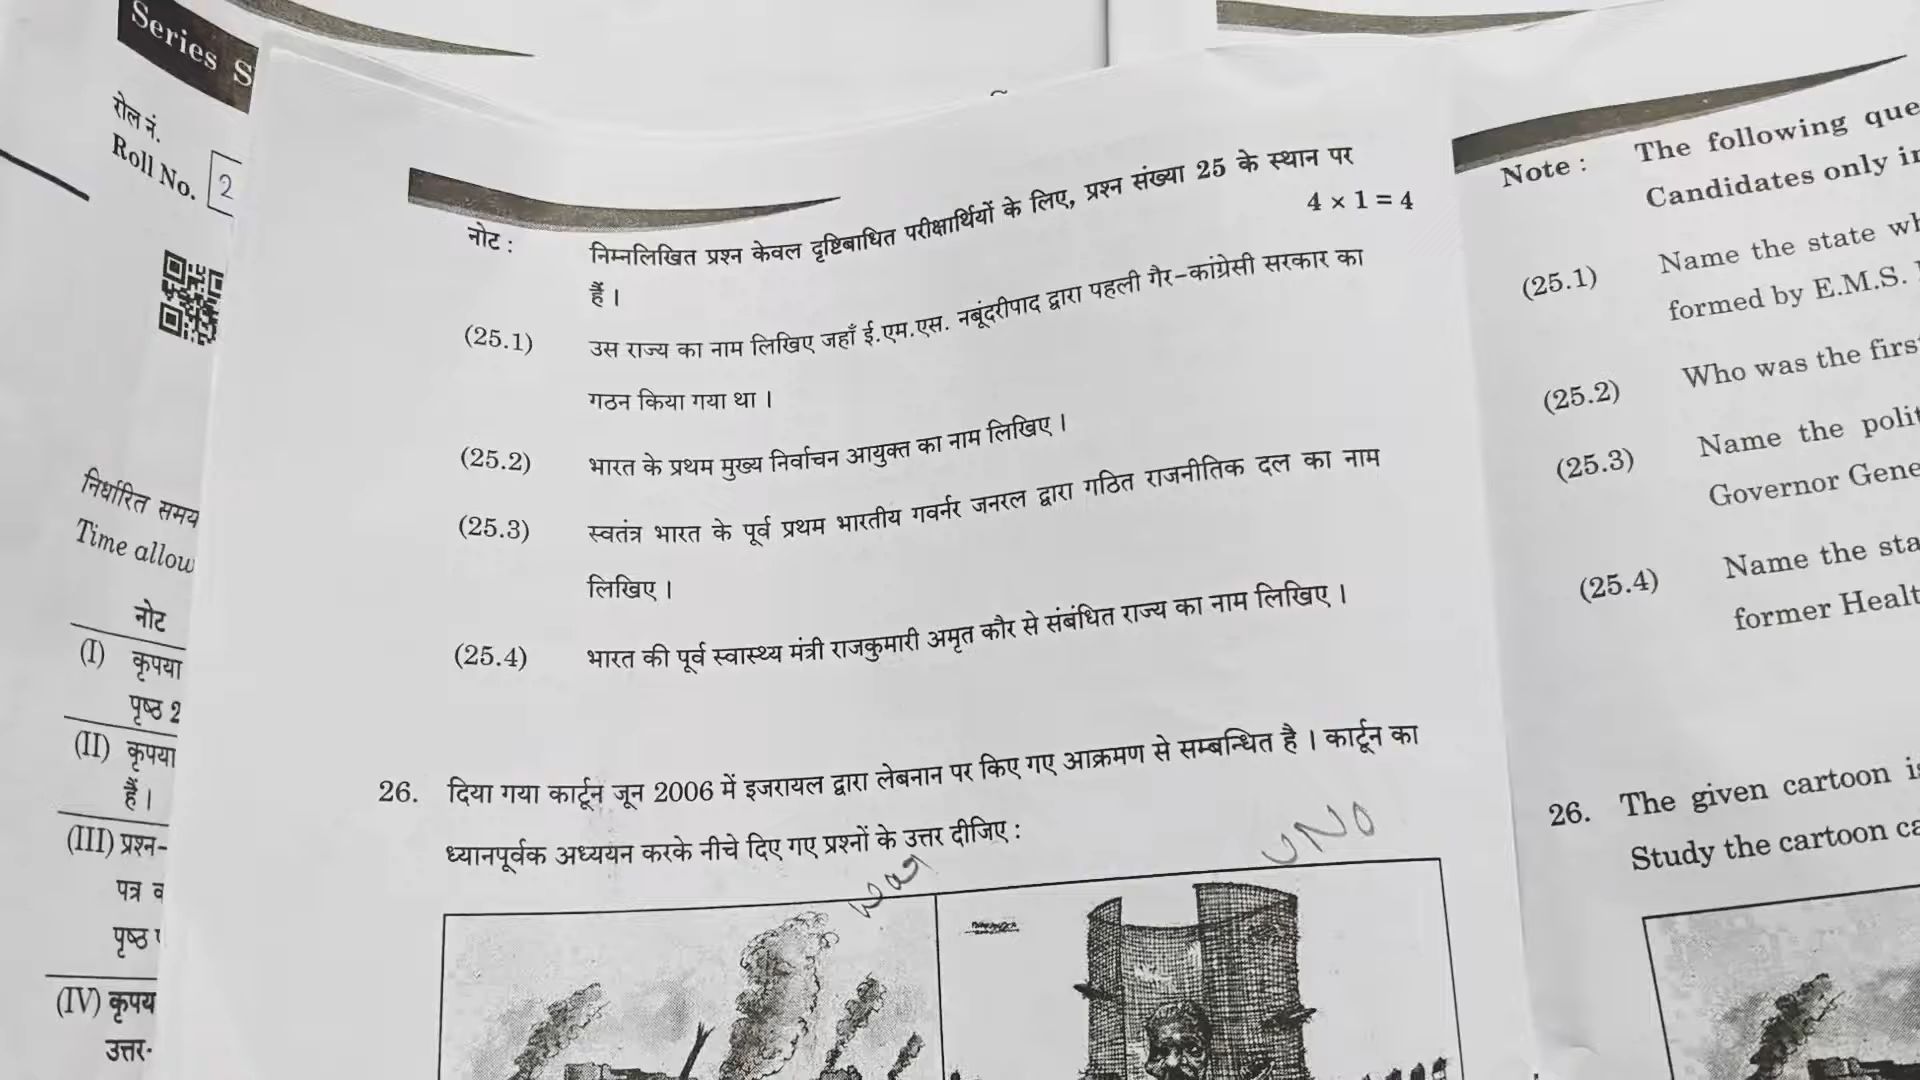 Series S
रोल नं.
Roll No. 2
निर्धारित समय
Time allow
नोट
(I) कृपया
पृष्ठ 2
(II) कृपया
हैं ।
(III) प्रश्न-
पत्र व
पृष्ठ
(IV) कृपय
उत्तर-
नोट : निम्नलिखित प्रश्न केवल दृष्टिबाधित परीक्षार्थियों के लिए, प्रश्न संख्या 25 के स्थान पर
हैं । 4 × 1 = 4
(25.1) उस राज्य का नाम लिखिए जहाँ ई.एम.एस. नबूंदरीपाद द्वारा पहली गैर-कांग्रेसी सरकार का
गठन किया गया था ।
(25.2) भारत के प्रथम मुख्य निर्वाचन आयुक्त का नाम लिखिए ।
(25.3) स्वतंत्र भारत के पूर्व प्रथम भारतीय गवर्नर जनरल द्वारा गठित राजनीतिक दल का नाम
लिखिए ।
(25.4) भारत की पूर्व स्वास्थ्य मंत्री राजकुमारी अमृत कौर से संबंधित राज्य का नाम लिखिए ।
26. दिया गया कार्टून जून 2006 में इजरायल द्वारा लेबनान पर किए गए आक्रमण से सम्बन्धित है । कार्टून का
ध्यानपूर्वक अध्ययन करके नीचे दिए गए प्रश्नों के उत्तर दीजिए :
war
UNO
Note : The following que
Candidates only in
(25.1) Name the state wh
formed by E.M.S.
(25.2) Who was the firs
(25.3) Name the polit
Governor Gene
(25.4) Name the sta
former Healt
26. The given cartoon is
Study the cartoon ca